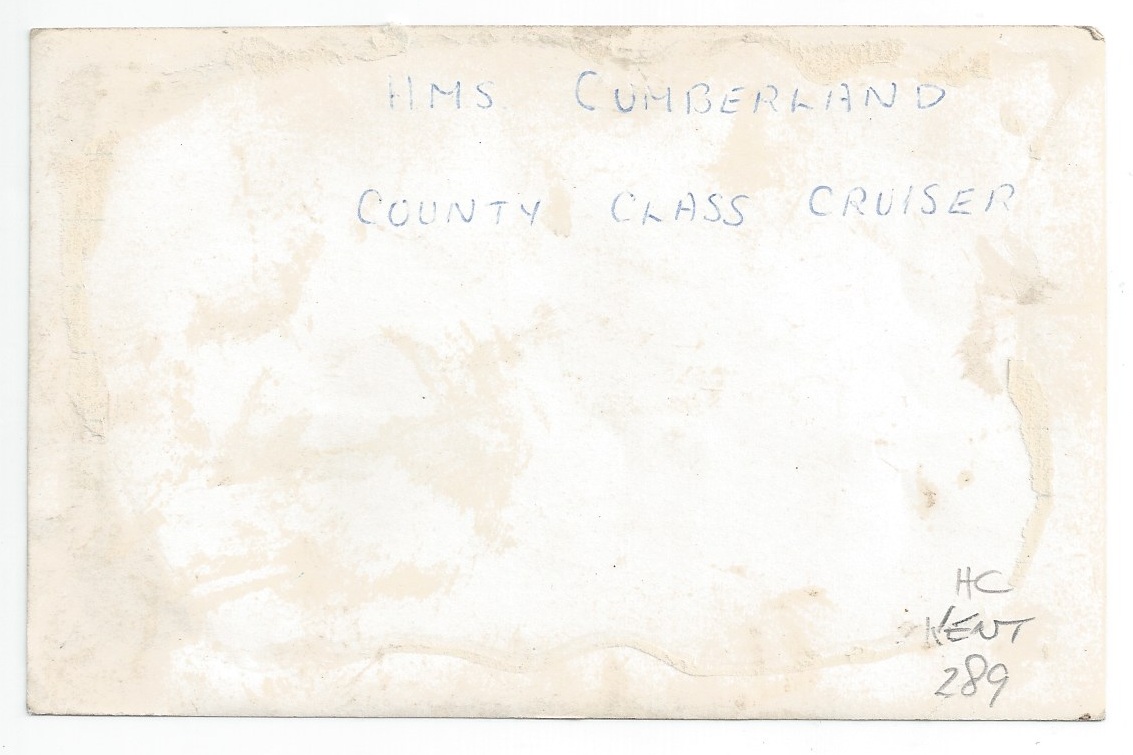 HMS. CUMBERLAND
COUNTY CLASS CRUISER
HC
KENT
289